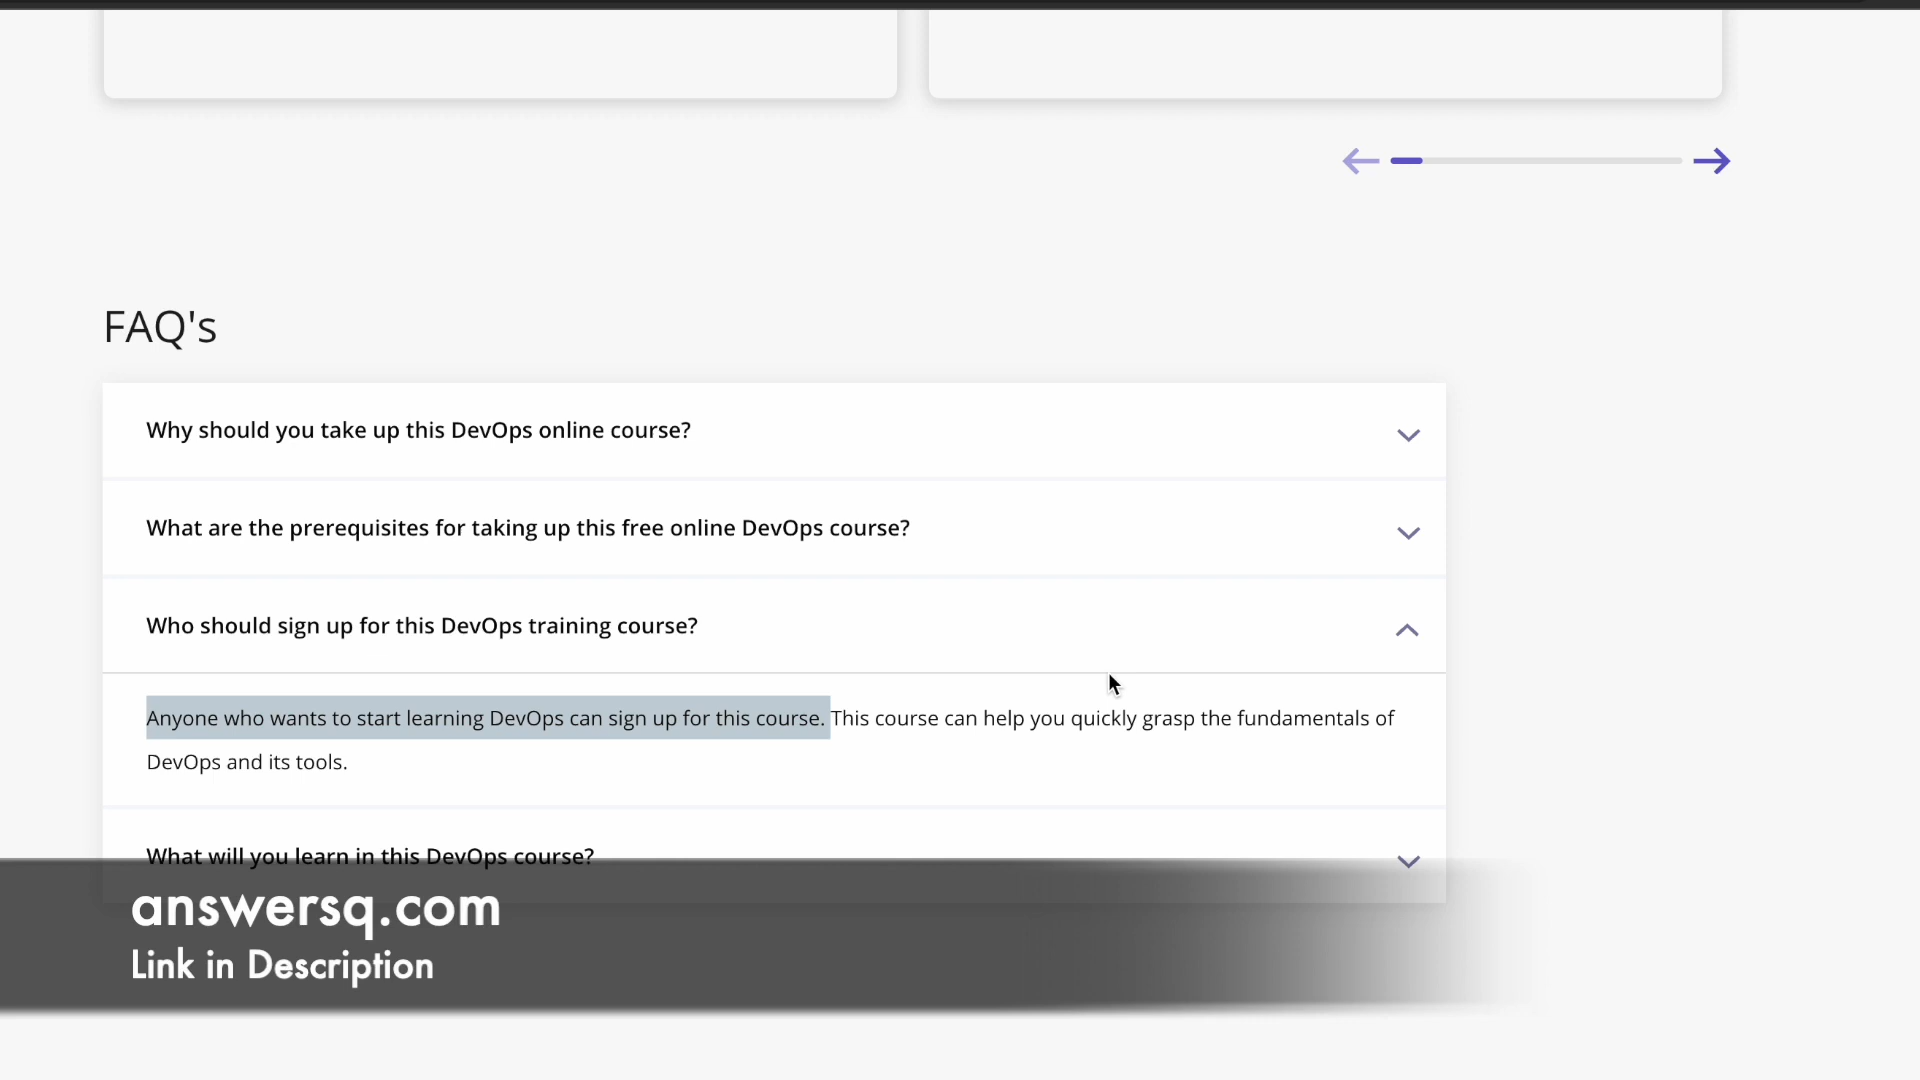 FAQ's
Why should you take up this DevOps online course?
What are the prerequisites for taking up this free online DevOps course?
Who should sign up for this DevOps training course?
Anyone who wants to start learning DevOps can sign up for this course. This course can help you quickly grasp the fundamentals of
DevOps and its tools.
What will you learn in this DevOps course?
answersq.com
Link in Description